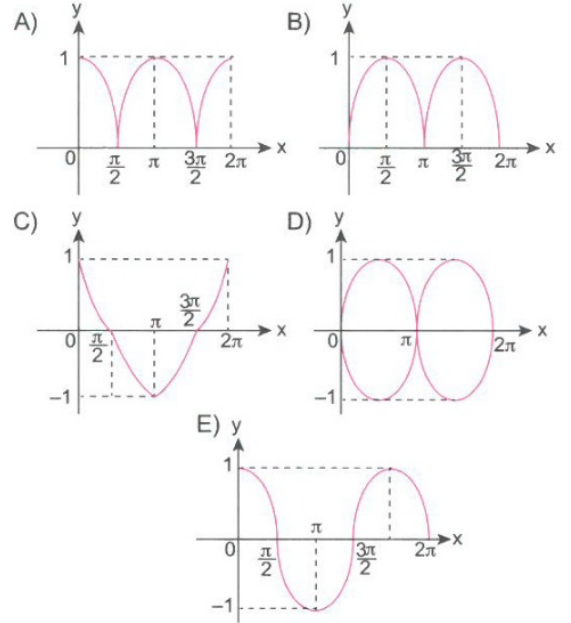 A) y B) y
1 1
0 π/2 π 3π/2 2π x 0 π/2 π 3π/2 2π x
C) y D) y
1 1
0 π/2 π 3π/2 2π x 0 π 2π x
-1 -1
E) y
1
0 π/2 π 3π/2 2π x
-1